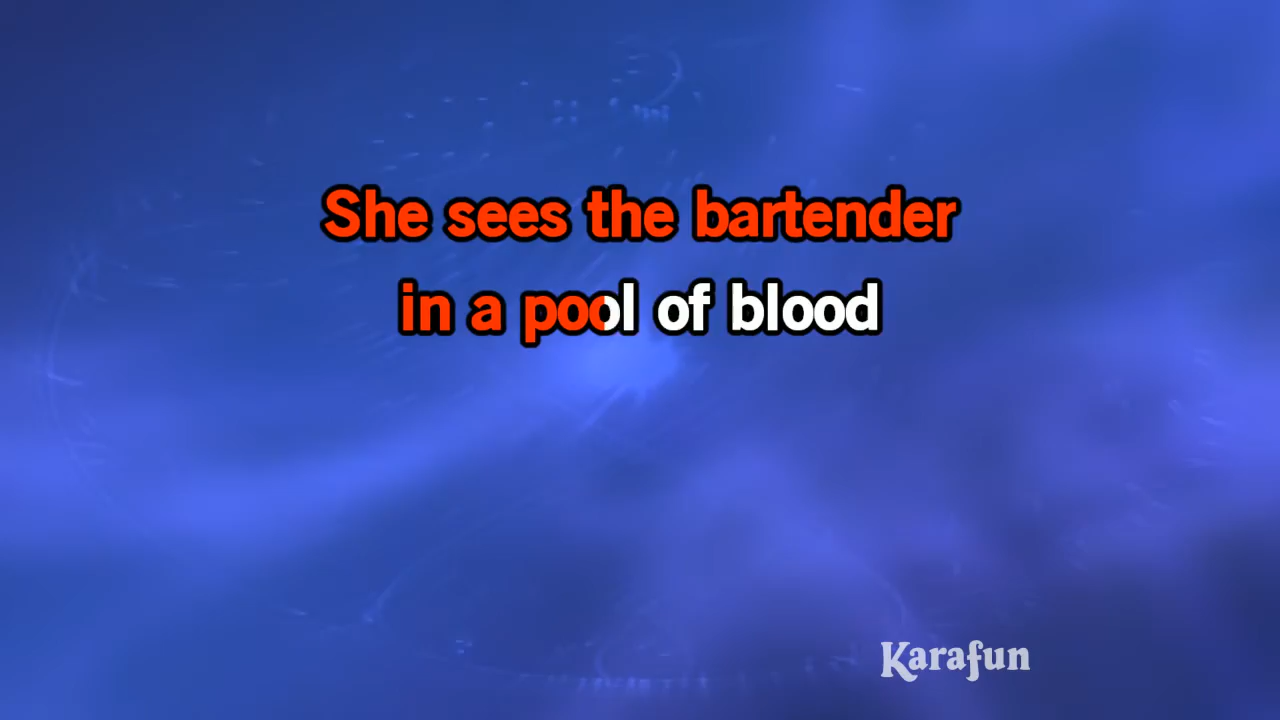 She sees the bartender
in a pool of blood
Karafun